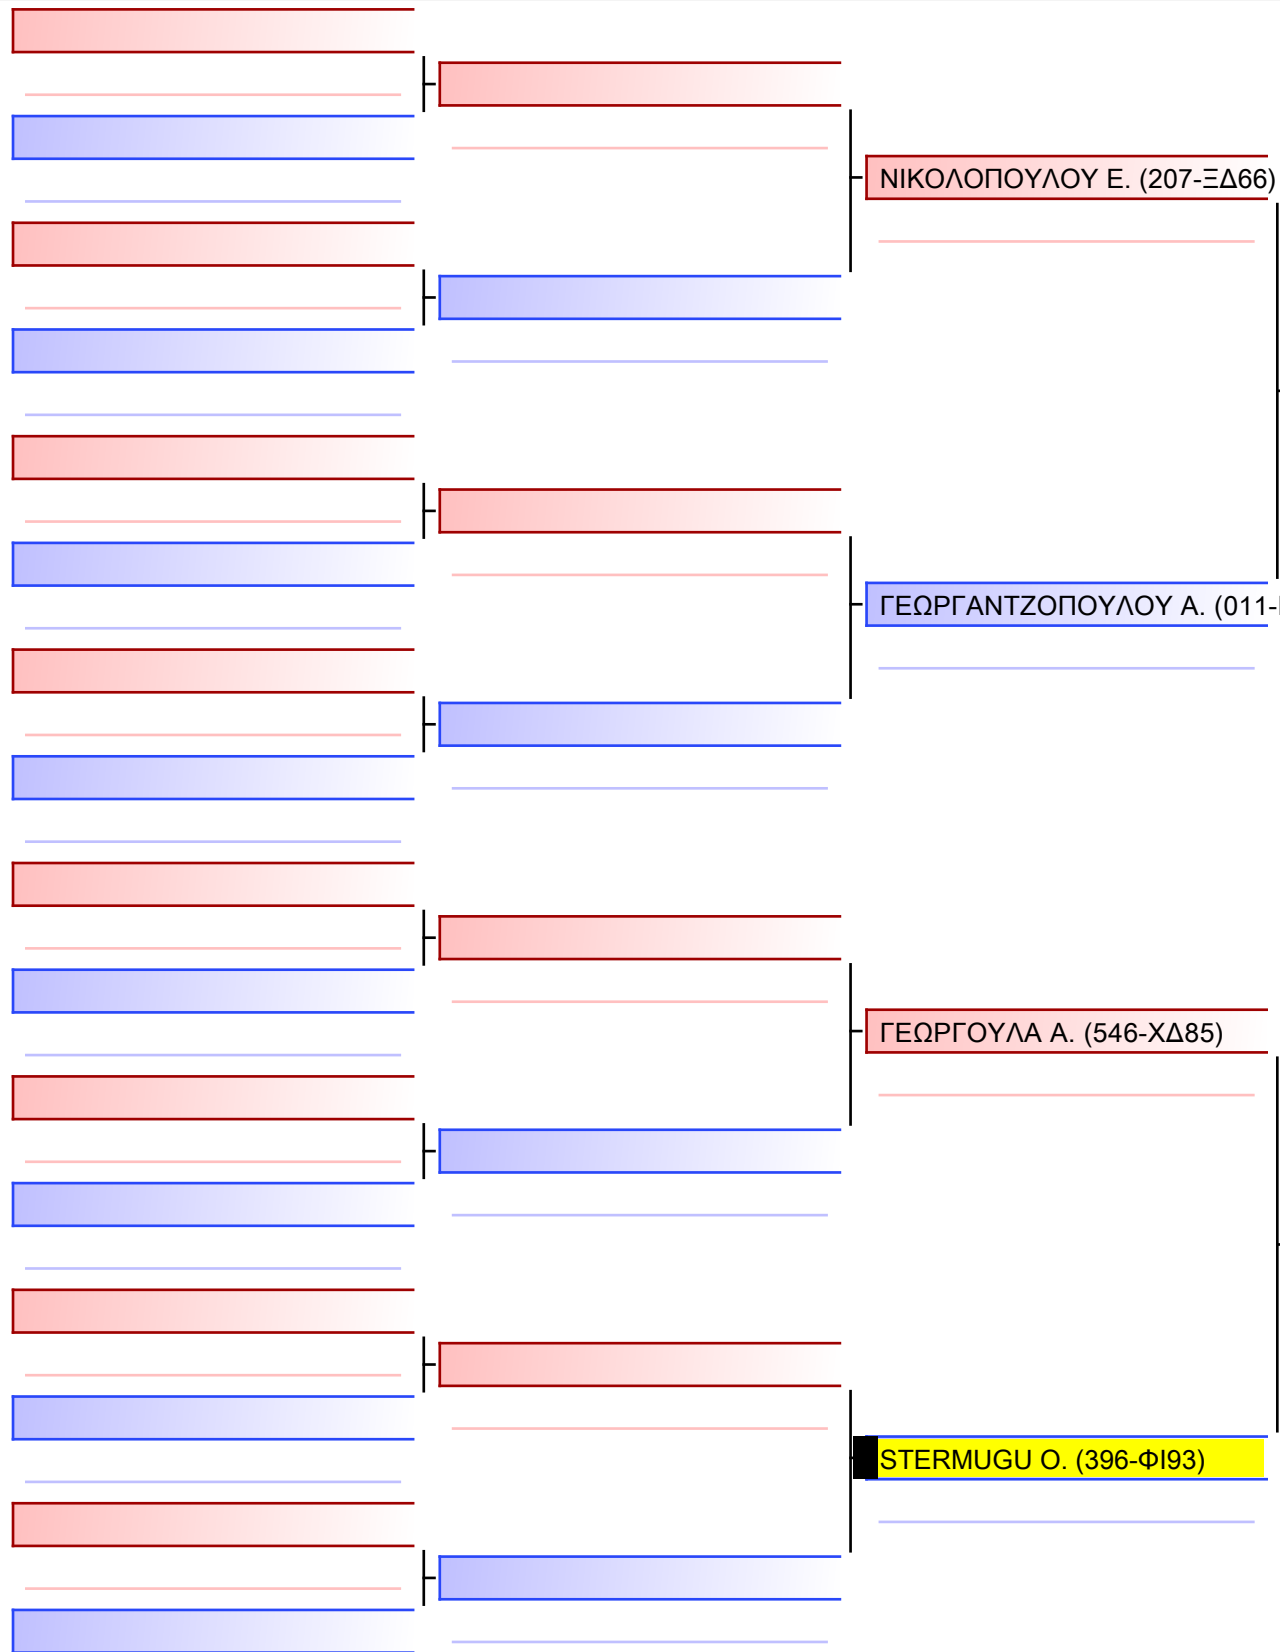 ΝΙΚΟΛΟΠΟΥΛΟΥ Ε. (207-ΞΔ66)
ΓΕΩΡΓΑΝΤΖΟΠΟΥΛΟΥ Α. (011-
ΓΕΩΡΓΟΥΛΑ Α. (546-ΧΔ85)
STERMUGU O. (396-ΦΙ93)